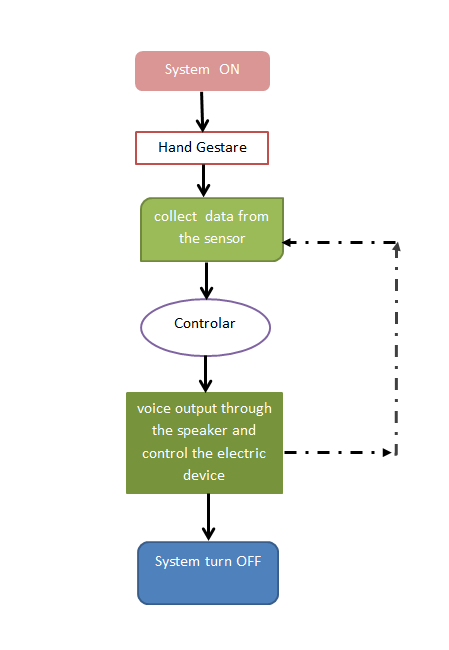 System ON
Hand Gestare
collect data from
the sensor
Controlar
voice output through
the speaker and
control the electric
device
System turn OFF